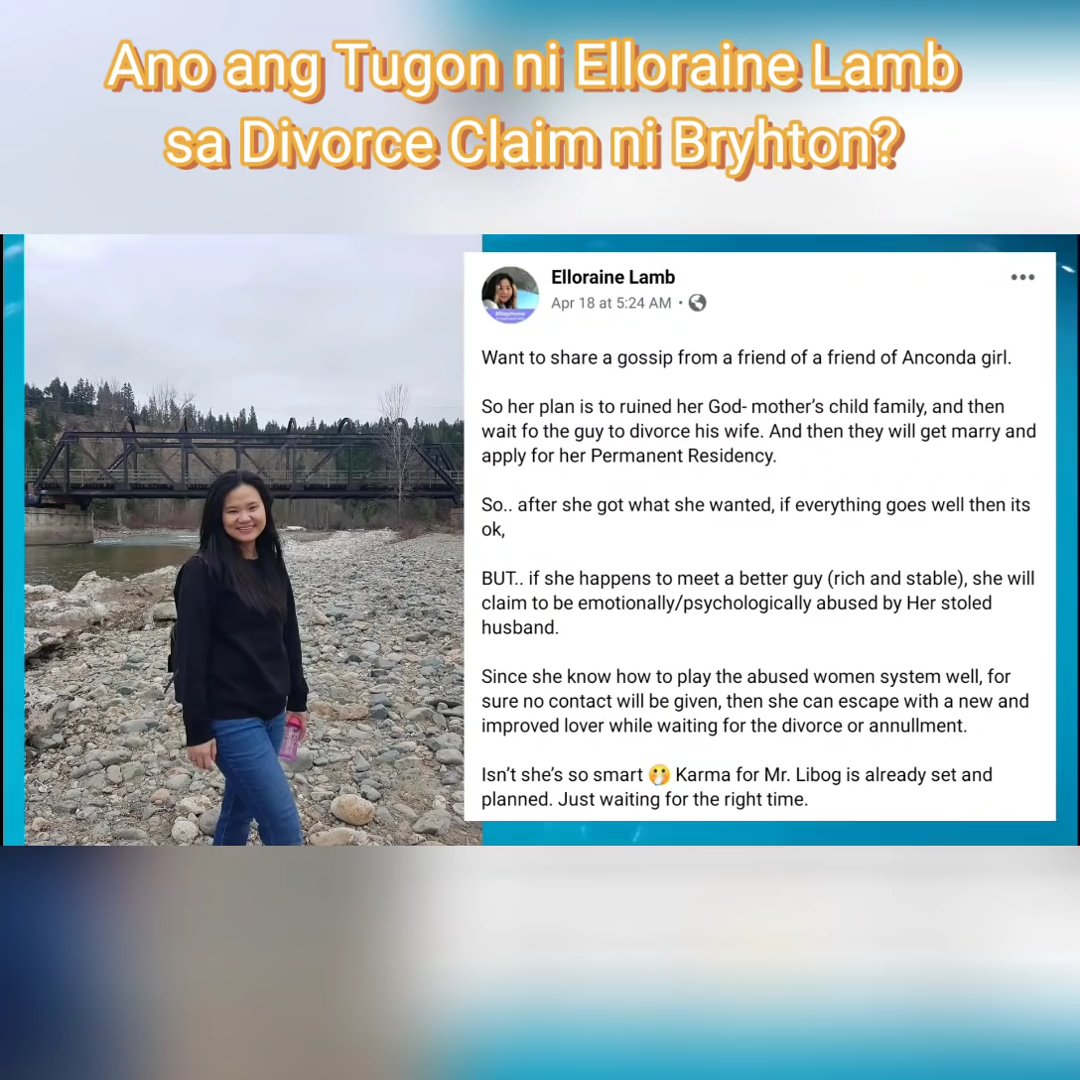 Ano ang Tugon ni Elloraine Lamb
sa Divorce Claim ni Bryhton?
Elloraine Lamb
Apr 18 at 5:24 AM ·
Want to share a gossip from a friend of a friend of Anconda girl.
So her plan is to ruined her God- mother's child family, and then
wait fo the guy to divorce his wife. And then they will get marry and
apply for her Permanent Residency.
So.. after she got what she wanted, if everything goes well then its
ok,
BUT.. if she happens to meet a better guy (rich and stable), she will
claim to be emotionally/psychologically abused by Her stoled
husband.
Since she know how to play the abused women system well, for
sure no contact will be given, then she can escape with a new and
improved lover while waiting for the divorce or annullment.
Isn't she's so smart 🤭 Karma for Mr. Libog is already set and
planned. Just waiting for the right time.